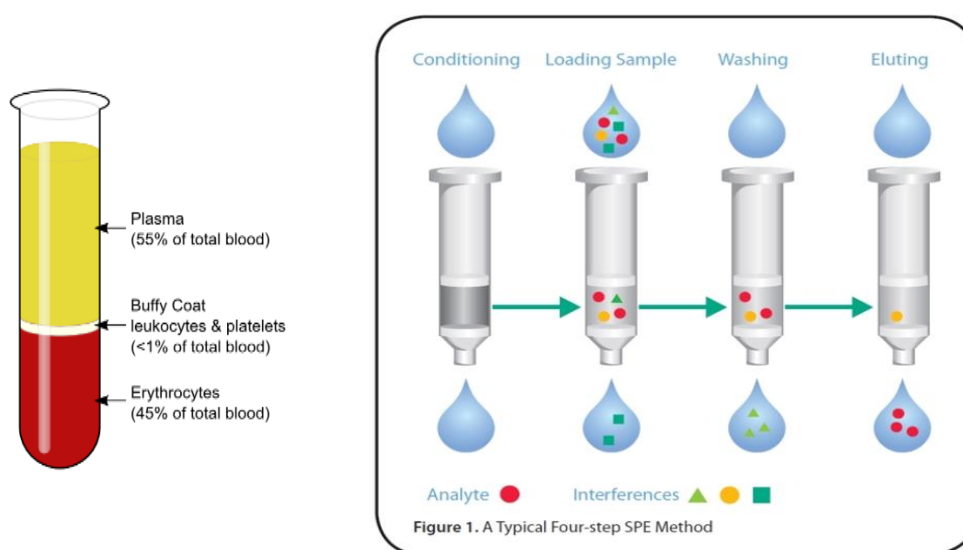 Plasma
(55% of total blood)
Buffy Coat
leukocytes & platelets
(<1% of total blood)
Erythrocytes
(45% of total blood)
Conditioning
Loading Sample
Washing
Eluting
Analyte
Interferences
Figure 1. A Typical Four-step SPE Method